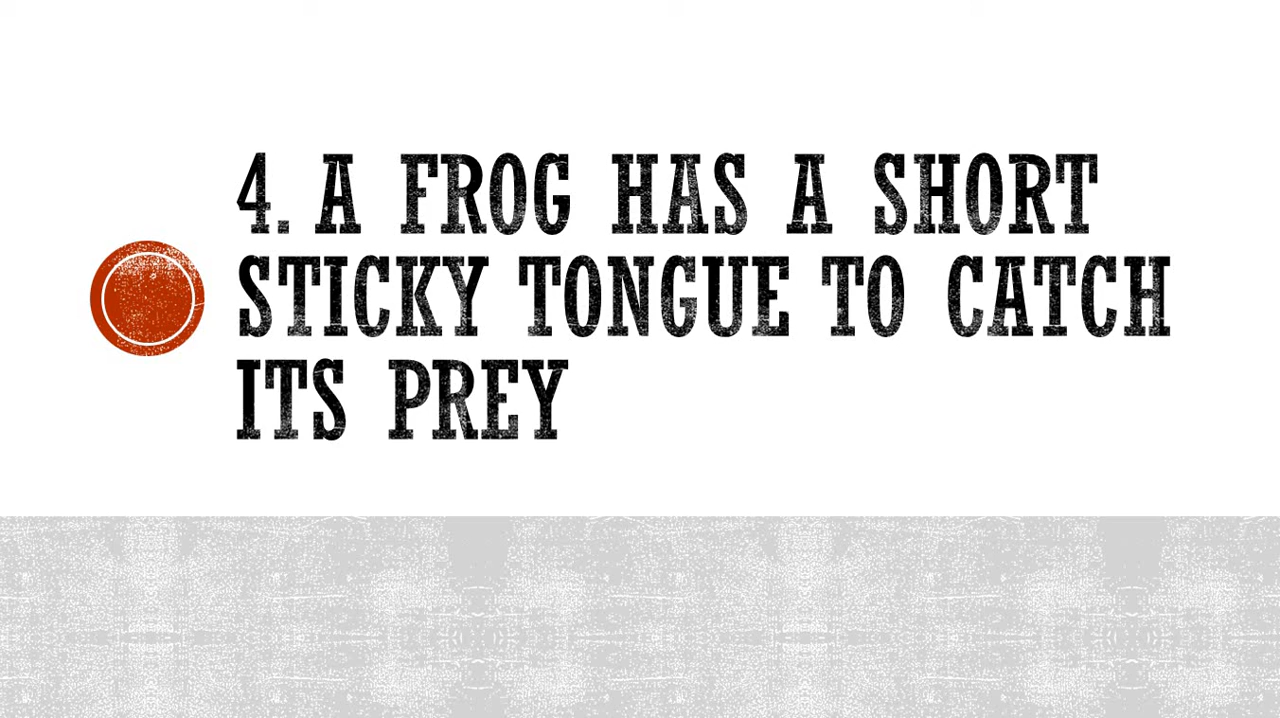 4. A FROG HAS A SHORT
STICKY TONGUE TO CATCH
ITS PREY